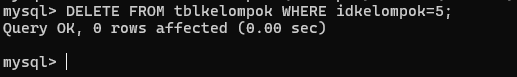 mysql> DELETE FROM tblkelompok WHERE idkelompok=5;
Query OK, 0 rows affected (0.00 sec)
mysql>